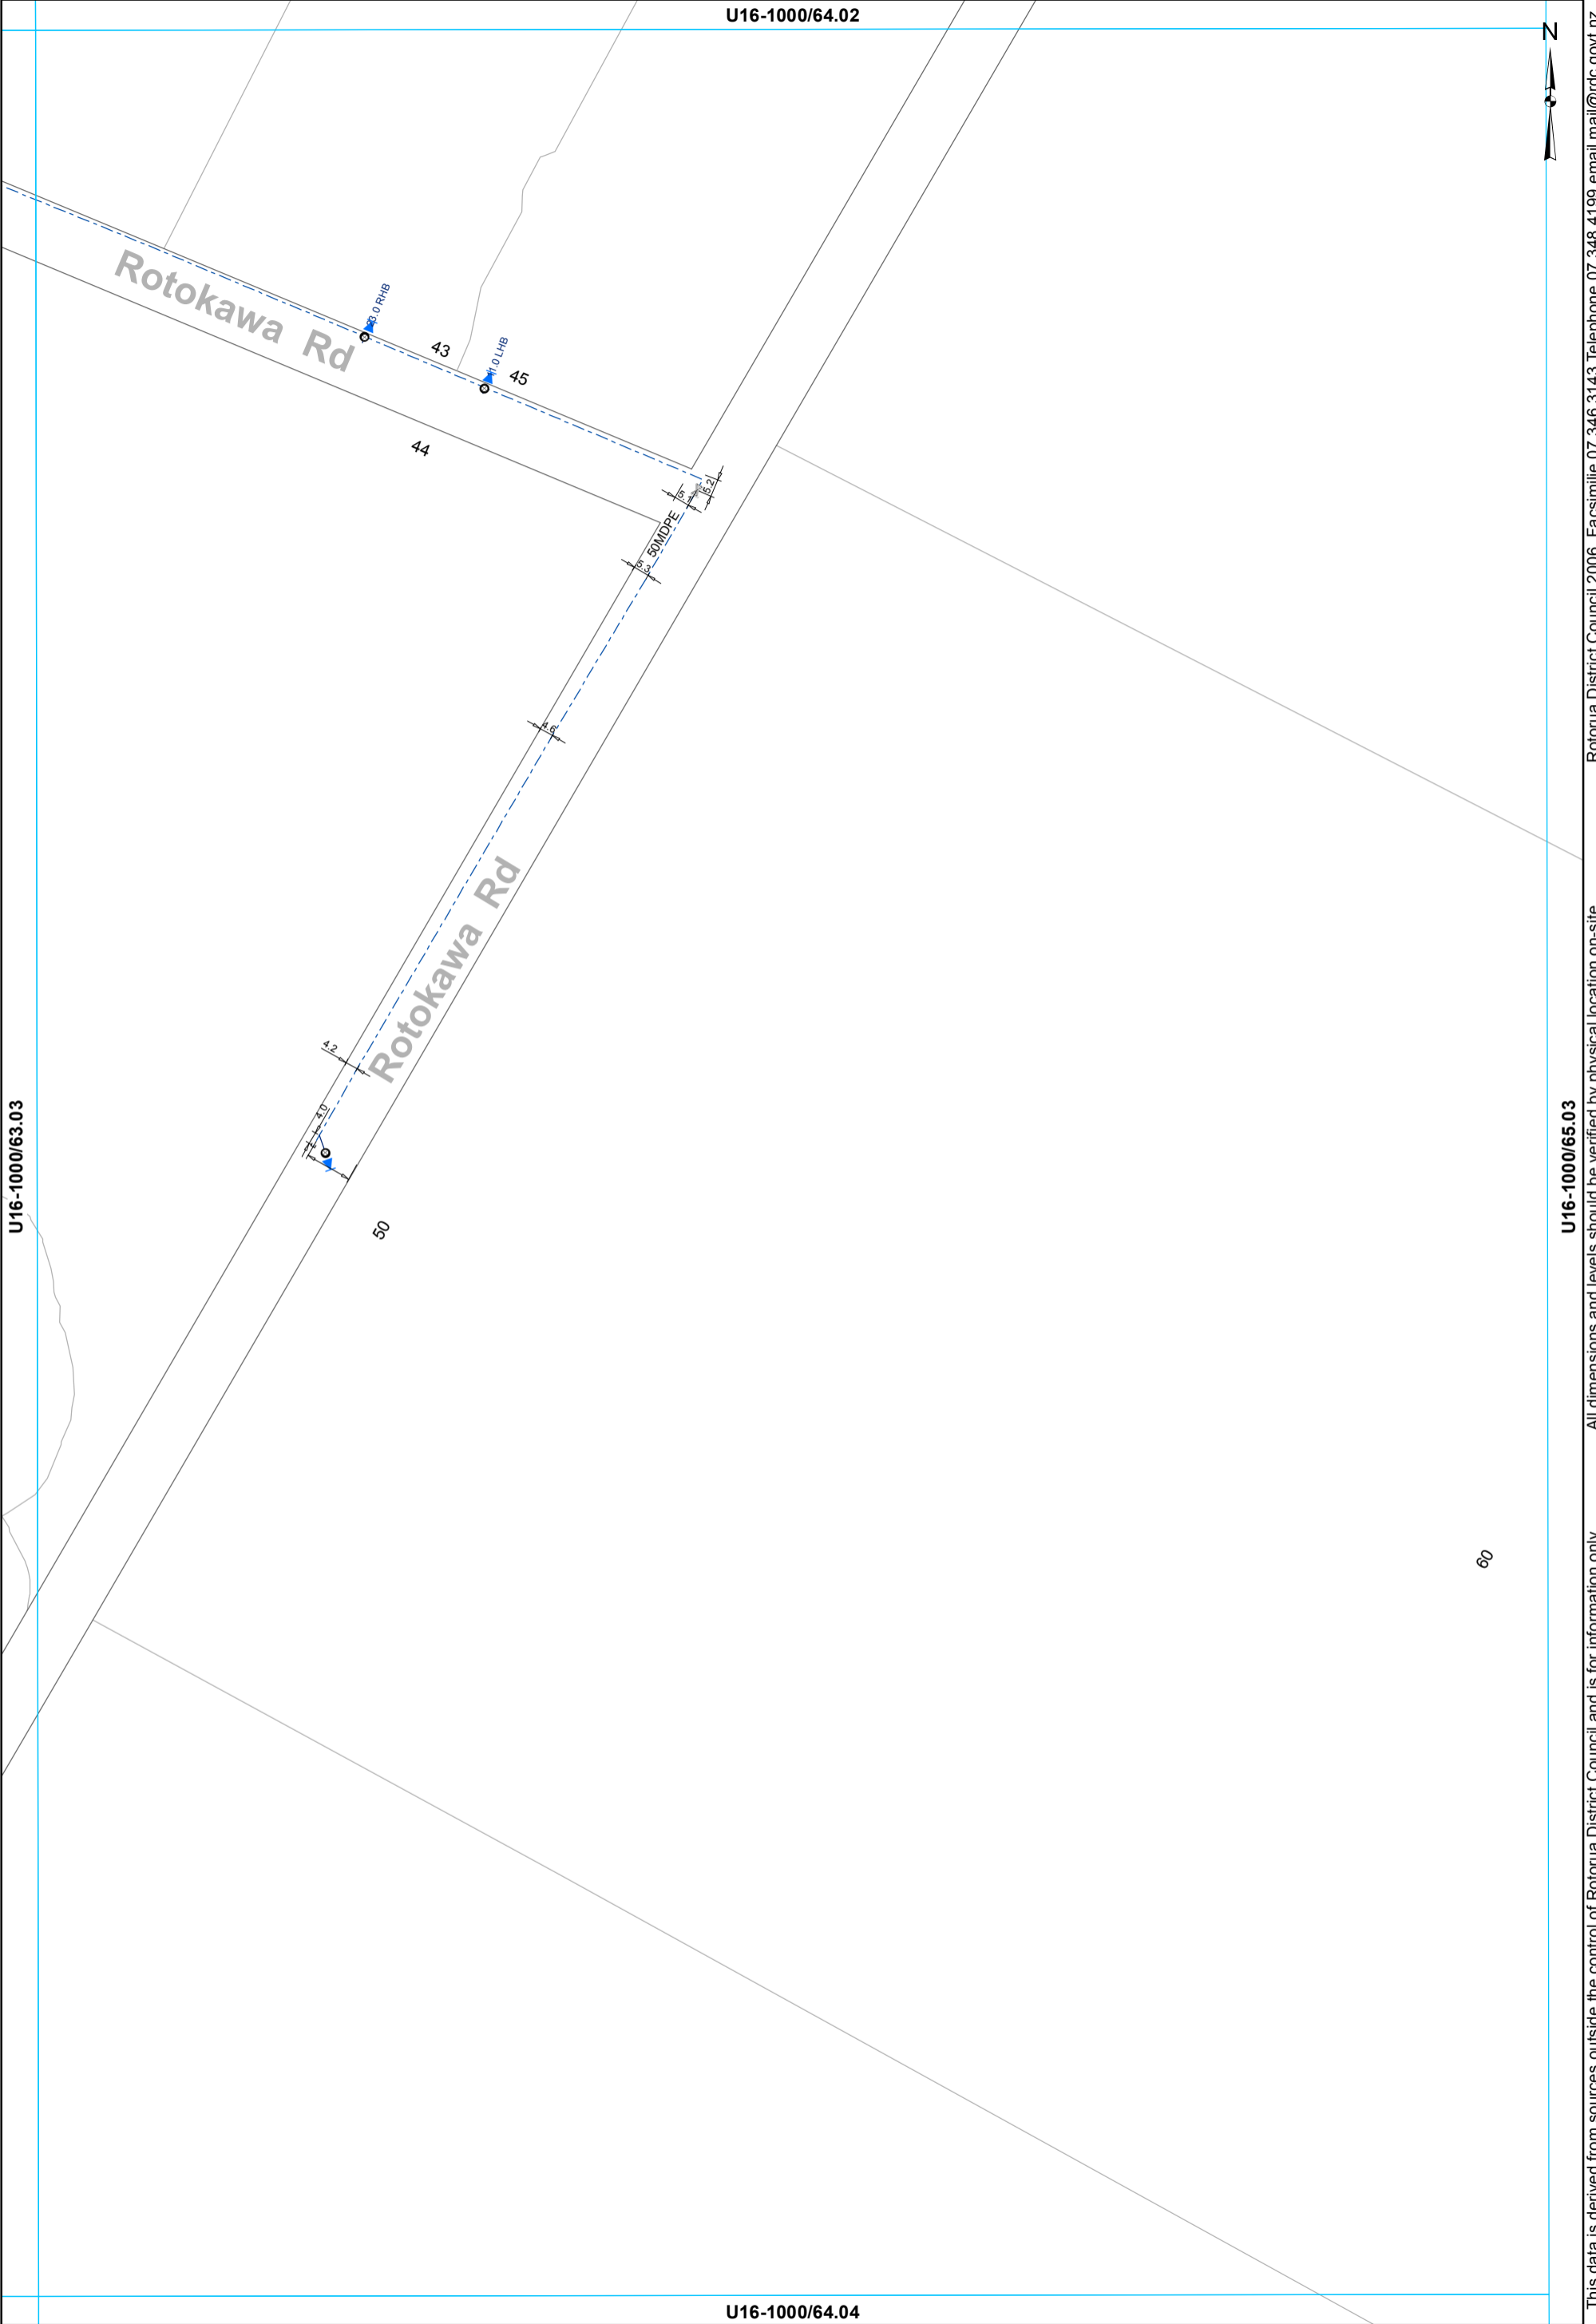 U16-1000/64.02
N
Rotokawa Rd
.0 RHB
43
.0 LHB
45
44
5.2
50MDPE
5.3
4.6
Rotokawa Rd
4.2
4.0
50
60
U16-1000/63.03
U16-1000/65.03
U16-1000/64.04
This data is derived from sources outside the control of Rotorua District Council and is for information only
All dimensions and levels should be verified by physical location on-site
Rotorua District Council 2006 Facsimilie 07 346 3143 Telephone 07 348 4199 email mail@rdc.govt.nz